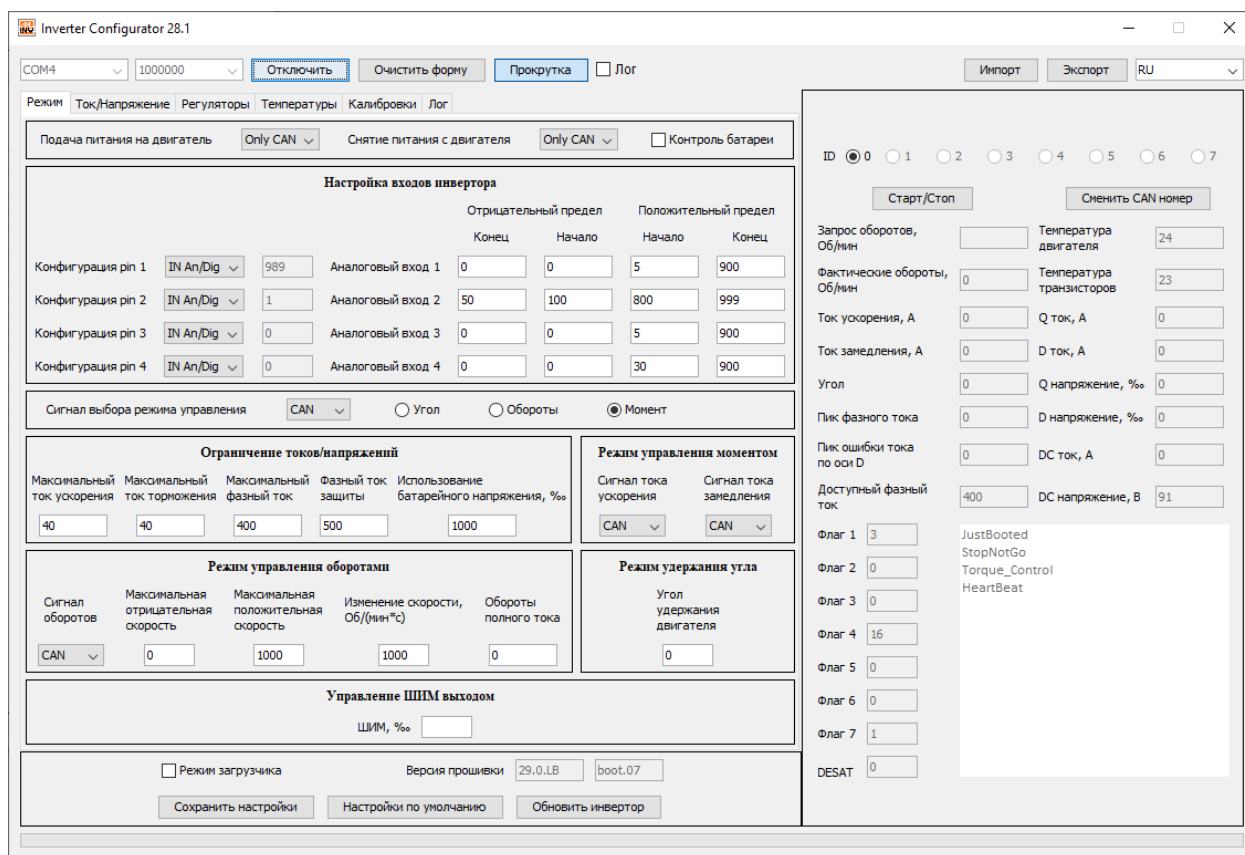 INV Inverter Configurator 28.1
COM4 1000000 Отключить Очистить форму Прокрутка Лог Импорт Экспорт RU
Режим Ток/Напряжение Регуляторы Температуры Калибровки Лог
Подача питания на двигатель Only CAN Снятие питания с двигателя Only CAN Контроль батареи
Настройка входов инвертора
Отрицательный предел Положительный предел
Конец Начало Начало Конец
Конфигурация pin 1 IN An/Dig 989 Аналоговый вход 1 0 0 5 900
Конфигурация pin 2 IN An/Dig 1 Аналоговый вход 2 50 100 800 999
Конфигурация pin 3 IN An/Dig 0 Аналоговый вход 3 0 0 5 900
Конфигурация pin 4 IN An/Dig 0 Аналоговый вход 4 0 0 30 900
Сигнал выбора режима управления CAN Угол Обороты Момент
Ограничение токов/напряжений
Максимальный Максимальный Максимальный Фазный ток Использование
ток ускорения ток торможения фазный ток защиты батарейного напряжения, ‰
40 40 400 500 1000
Режим управления моментом
Сигнал тока Сигнал тока
ускорения замедления
CAN CAN
Режим управления оборотами
Сигнал оборотов Максимальная отрицательная скорость Максимальная положительная скорость Изменение скорости, Об/(мин*с) Обороты полного тока
CAN 0 1000 1000 0
Режим удержания угла
Угол
удержания
двигателя
0
Управление ШИМ выходом
ШИМ, ‰
Режим загрузчика Версия прошивки 29.0.LB boot.07
Сохранить настройки Настройки по умолчанию Обновить инвертор
ID 0 1 2 3 4 5 6 7
Старт/Стоп Сменить CAN номер
Запрос оборотов, Об/мин Температура двигателя 24
Фактические обороты, Об/мин 0 Температура транзисторов 23
Ток ускорения, А 0 Q ток, А 0
Ток замедления, А 0 D ток, А 0
Угол 0 Q напряжение, ‰ 0
Пик фазного тока 0 D напряжение, ‰ 0
Пик ошибки тока по оси D 0 DC ток, А 0
Доступный фазный ток 400 DC напряжение, В 91
Флаг 1 3
Флаг 2 0
Флаг 3 0
Флаг 4 16
Флаг 5 0
Флаг 6 0
Флаг 7 1
DESAT 0
JustBooted
StopNotGo
Torque_Control
HeartBeat